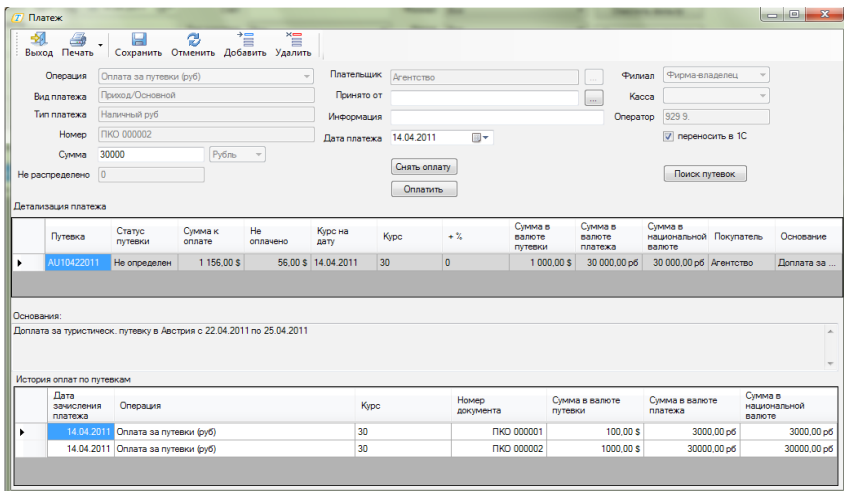 Платеж
Выход Печать Сохранить Отменить Добавить Удалить
Операция Оплата за путевки (руб) Плательщик Агентство ... Филиал Фирма-владелец
Вид платежа Приход/Основной Принято от ... Касса
Тип платежа Наличный руб Информация Оператор 929 9.
Номер ПКО 000002 Дата платежа 14.04.2011 переносить в 1С
Сумма 30000 Рубль Снять оплату
Не распределено 0 Оплатить Поиск путевок
Детализация платежа
Путевка Статус путевки Сумма к оплате Не оплачено Курс на дату Курс + % Сумма в валюте путевки Сумма в валюте платежа Сумма в национальной валюте Покупатель Основание
AU10422011 Не определен 1 156,00 $ 56,00 $ 14.04.2011 30 0 1 000,00 $ 30 000,00 рб 30 000,00 рб Агентство Доплата за ...
Основания:
Доплата за туристическ. путевку в Австрия с 22.04.2011 по 25.04.2011
История оплат по путевкам
Дата зачисления платежа Операция Курс Номер документа Сумма в валюте путевки Сумма в валюте платежа Сумма в национальной валюте
14.04.2011 Оплата за путевки (руб) 30 ПКО 000001 100,00 $ 3000,00 рб 3000,00 рб
14.04.2011 Оплата за путевки (руб) 30 ПКО 000002 1000,00 $ 30000,00 рб 30000,00 рб